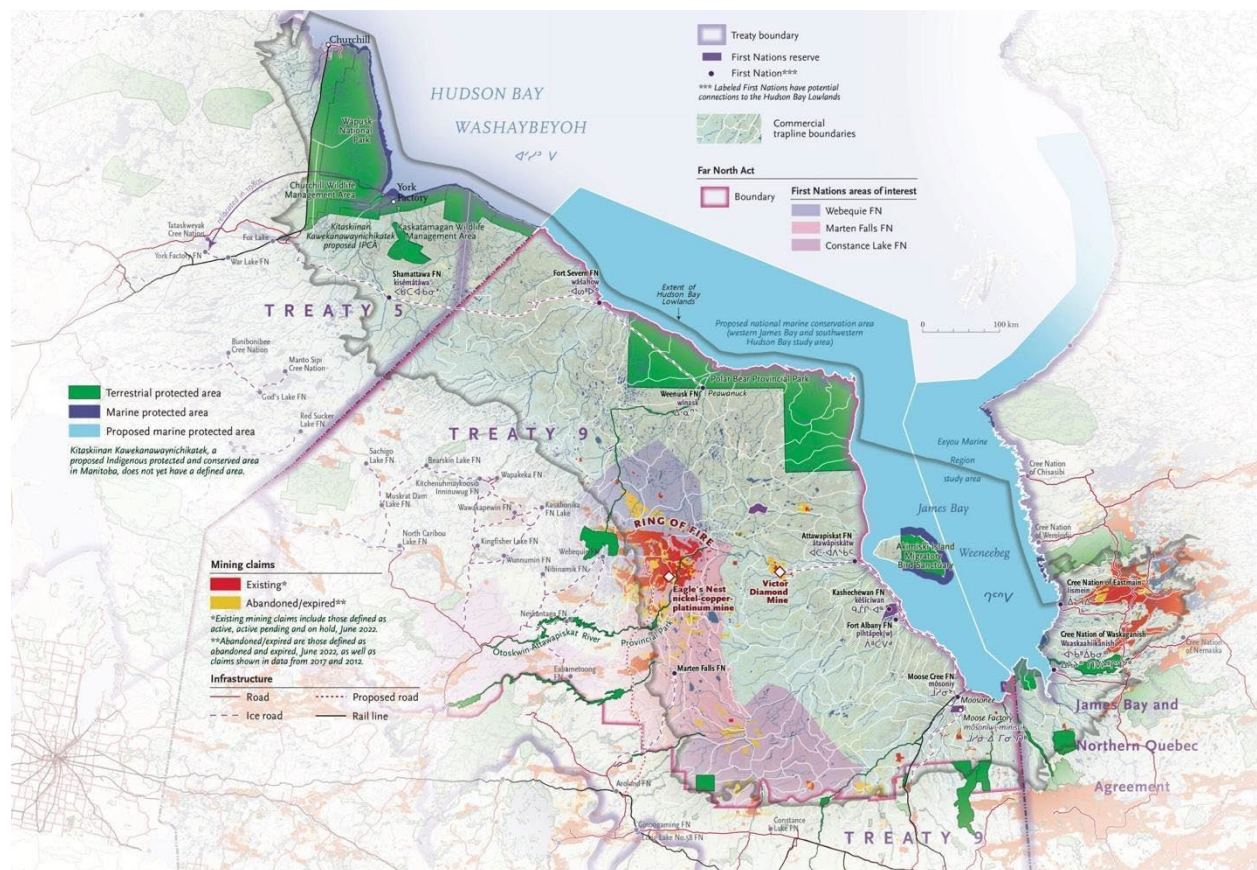 Churchill
HUDSON BAY
WASHAYBEYOH
Wapusk
National
Park
Churchill Wildlife
Management Area
York
Factory
relocated in 1980s
Kitaskiinan
Kawekanawaynichikatek
proposed IPCA
Kaskatamagan Wildlife
Management Area
Tataskweyak
Cree Nation
Fox Lake
York Factory FN
War Lake FN
Shamattawa FN
kisêmâtâwa
Fort Severn FN
wâšahow
TREATY 5
Extent of
Hudson Bay
Lowlands
Proposed national marine conservation area
(western James Bay and southwestern
Hudson Bay study area)
100 km
0
Treaty boundary
First Nations reserve
First Nation***
*** Labeled First Nations have potential
connections to the Hudson Bay Lowlands
Commercial
trapline boundaries
Far North Act
Boundary
First Nations areas of interest
Webequie FN
Marten Falls FN
Constance Lake FN
Bunibonibee
Cree Nation
Manto Sipi
Cree Nation
God's Lake FN
Red Sucker
Lake FN
Terrestrial protected area
Marine protected area
Proposed marine protected area
Kitaskiinan Kawekanawaynichikatek, a
proposed Indigenous protected and conserved area
in Manitoba, does not yet have a defined area.
Polar Bear Provincial Park
Weenusk FN
Peawanuck
wînask
TREATY 9
Sachigo
Lake FN
Bearskin Lake FN
Kitchenuhmaykoosib
Inninuwug FN
Wapakeka FN
Muskrat Dam
Lake FN
Wawakapewin FN
Kasabonika
FN Lake
North Caribou
Lake FN
Kingfisher Lake FN
Wunnumin FN
Webequie FN
Nibinamik FN
Neskantaga FN
Eabametoong
FN
RING OF FIRE
Eagle's Nest
nickel-copper-
platinum mine
Victor
Diamond
Mine
Attawapiskat FN
âtawâpiskâtw
Kashechewan FN
kêšîciwan
Fort Albany FN
pîhtâpek(w)
Otoskwin-Attawapiskat River
Provincial Park
Marten Falls FN
Moose Cree FN
môsoniy
Moosonee
Moose Factory
Eeyou Marine
Region
study area
James Bay
Weeneebeg
Akimiski Island
Migratory
Bird Sanctuary
Cree Nation
of Chisasibi
Cree Nation
of Wemindji
Cree Nation of Eastmain
Cree Nation of Waskaganish
Cree Nation
of Nemaska
James Bay and
Northern Quebec
Agreement
Mining claims
Existing*
Abandoned/expired**
*Existing mining claims include those defined as
active, active pending and on hold, June 2022.
**Abandoned/expired are those defined as
abandoned and expired, June 2022, as well as
claims shown in data from 2017 and 2012.
Infrastructure
Road
Proposed road
Ice road
Rail line
Aroland FN
Ginoogaming FN
Long Lake No.58 FN
Constance
Lake FN
TREATY 9